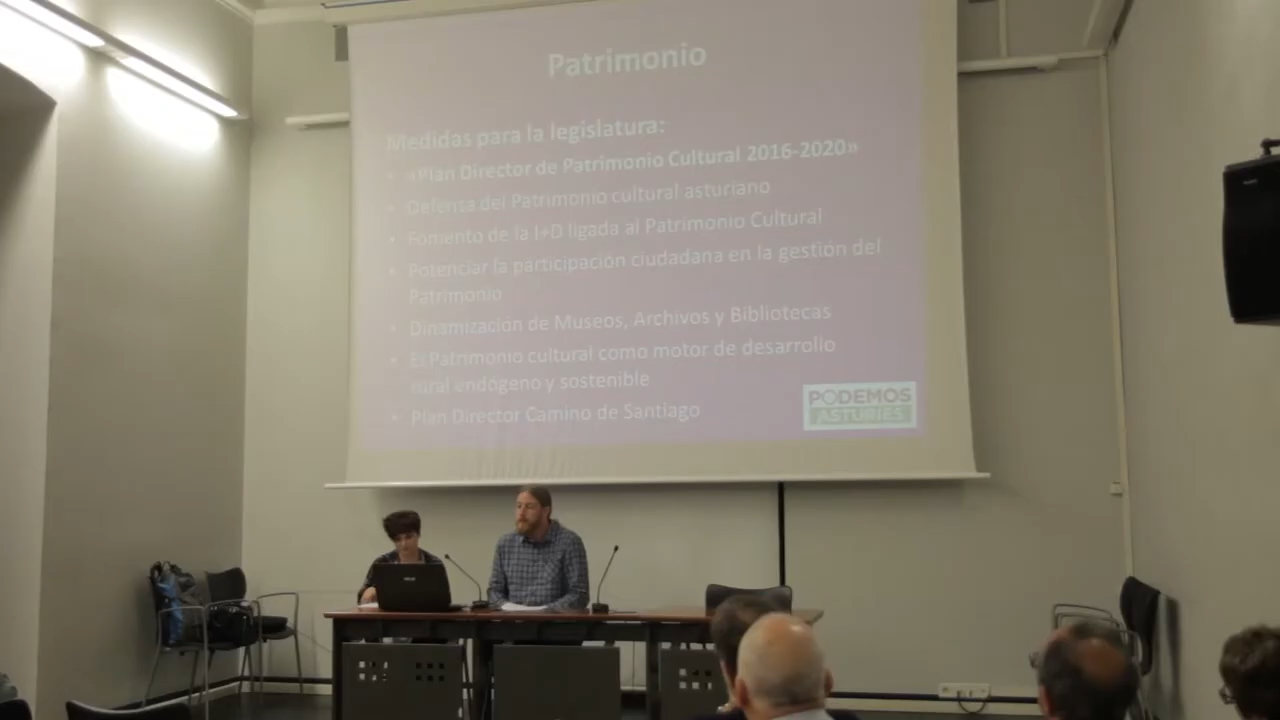 Patrimonio
Medidas para la legislatura:
• «Plan Director de Patrimonio Cultural 2016-2020»
• Defensa del Patrimonio cultural asturiano
• Fomento de la I+D ligada al Patrimonio Cultural
• Potenciar la participación ciudadana en la gestión del
Patrimonio
• Dinamización de Museos, Archivos y Bibliotecas
• El Patrimonio cultural como motor de desarrollo
rural endógeno y sostenible
• Plan Director Camino de Santiago
PODEMOS
ASTURIES